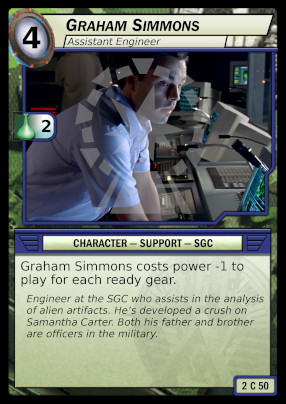 4
GRAHAM SIMMONS
Assistant Engineer
2
CHARACTER – SUPPORT – SGC
Graham Simmons costs power -1 to
play for each ready gear.
Engineer at the SGC who assists in the analysis
of alien artifacts. He's developed a crush on
Samantha Carter. Both his father and brother
are officers in the military.
2 C 50